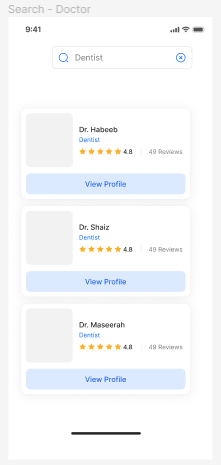 Search - Doctor
9:41
Dentist
Dr. Habeeb
Dentist
4.8 49 Reviews
View Profile
Dr. Shaiz
Dentist
4.8 49 Reviews
View Profile
Dr. Maseerah
Dentist
4.8 49 Reviews
View Profile